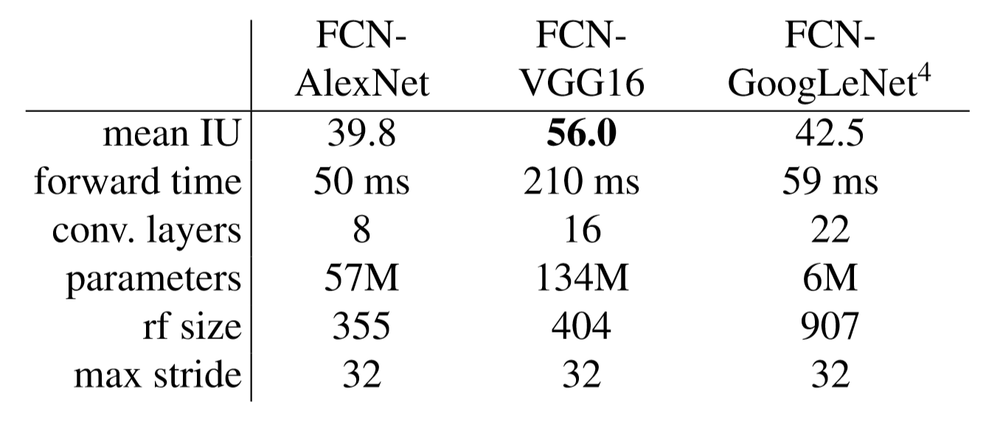 FCN- FCN- FCN-
AlexNet VGG16 GoogLeNet⁴
mean IU 39.8 56.0 42.5
forward time 50 ms 210 ms 59 ms
conv. layers 8 16 22
parameters 57M 134M 6M
rf size 355 404 907
max stride 32 32 32